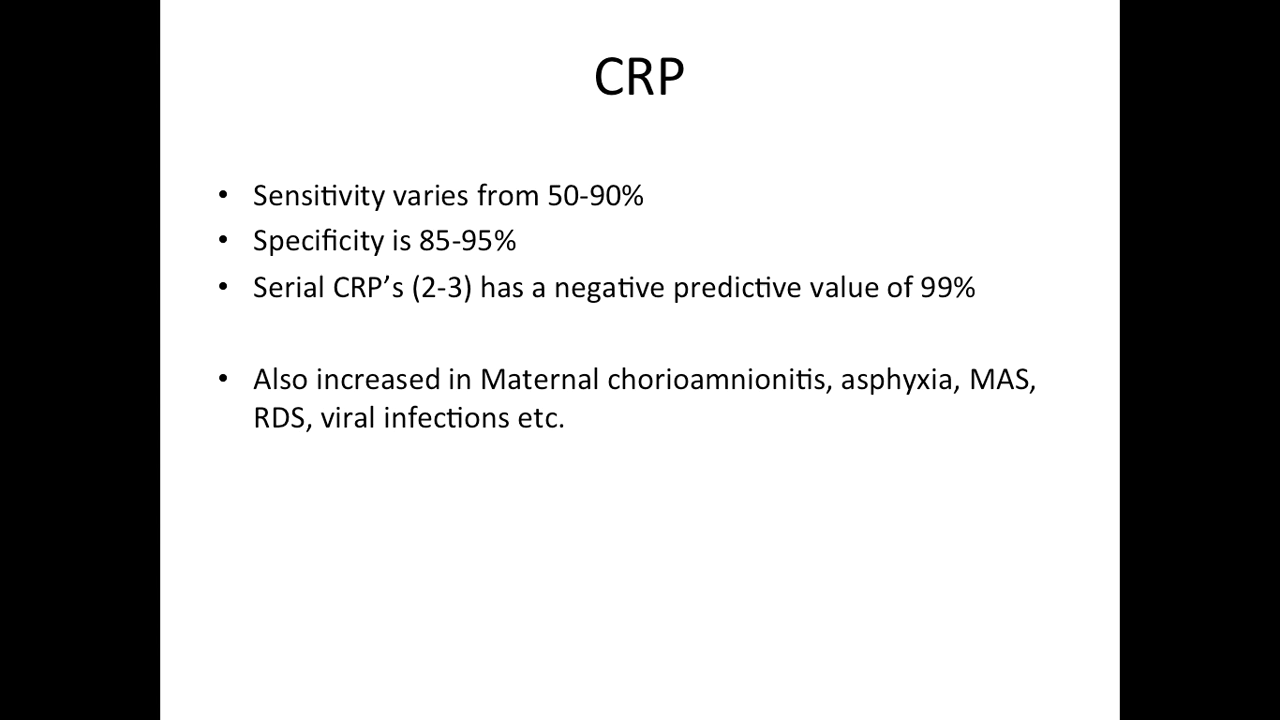 CRP
• Sensitivity varies from 50-90%
• Specificity is 85-95%
• Serial CRP’s (2-3) has a negative predictive value of 99%
• Also increased in Maternal chorioamnionitis, asphyxia, MAS,
RDS, viral infections etc.